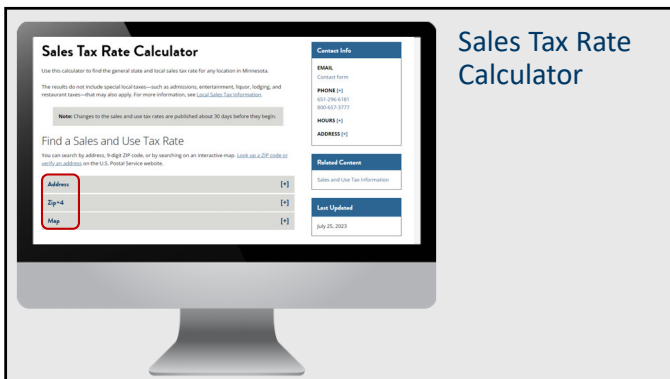 Sales Tax Rate
Calculator
Sales Tax Rate Calculator
Use this calculator to find the general state and local sales tax rate for any location in Minnesota.
The results do not include special local taxes—such as admissions, entertainment, liquor, lodging, and
restaurant taxes—that may also apply. For more information, see Local Sales Tax Information.
Note: Changes to the sales and use tax rates are published about 30 days before they begin.
Find a Sales and Use Tax Rate
You can search by address, 9-digit ZIP code, or by searching on an interactive map. Look up a ZIP code or
verify an address on the U.S. Postal Service website.
Address [+]
Zip+4 [+]
Map [+]
Contact Info
EMAIL
Contact form
PHONE [+]
651-296-6181
800-657-3777
HOURS [+]
ADDRESS [+]
Related Content
Sales and Use Tax Information
Last Updated
July 25, 2023